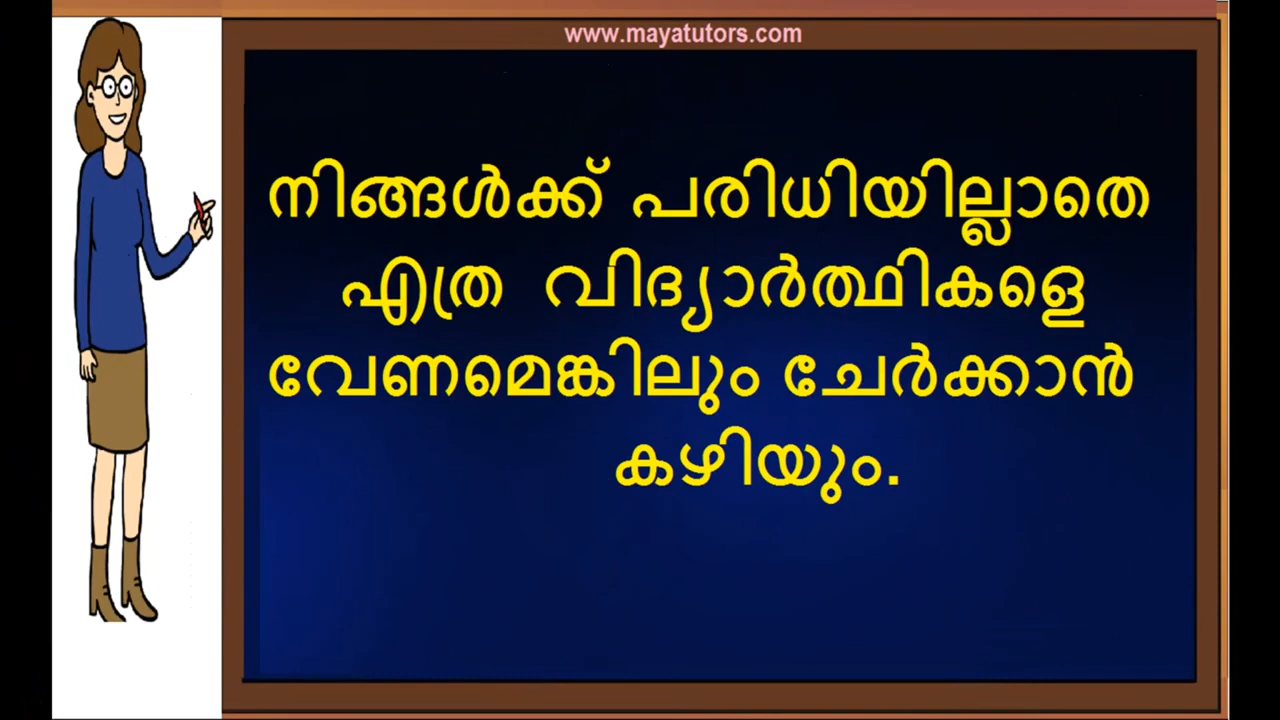 www.mayatutors.com
നിങ്ങൾക്ക് പരിധിയില്ലാതെ
എത്ര വിദ്യാർത്ഥികളെ
വേണമെങ്കിലും ചേർക്കാൻ
കഴിയും.